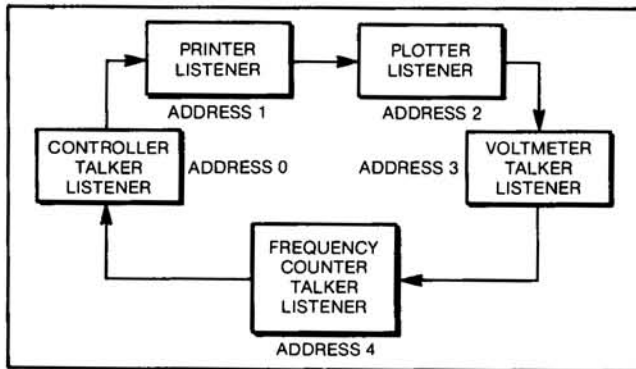 PRINTER
LISTENER
ADDRESS 1
PLOTTER
LISTENER
ADDRESS 2
CONTROLLER
TALKER
LISTENER
ADDRESS 0
ADDRESS 3
VOLTMETER
TALKER
LISTENER
FREQUENCY
COUNTER
TALKER
LISTENER
ADDRESS 4